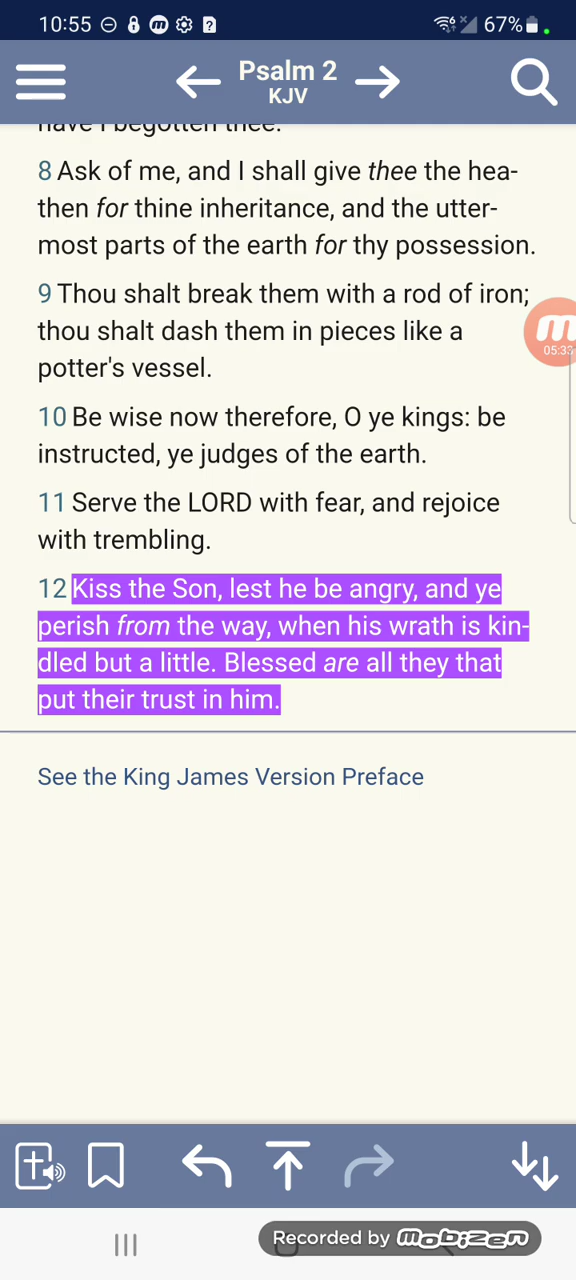 10:55 67%
Psalm 2
KJV
have I begotten thee.
8 Ask of me, and I shall give thee the hea-
then for thine inheritance, and the utter-
most parts of the earth for thy possession.
9 Thou shalt break them with a rod of iron;
thou shalt dash them in pieces like a
potter's vessel.
05:33
10 Be wise now therefore, O ye kings: be
instructed, ye judges of the earth.
11 Serve the LORD with fear, and rejoice
with trembling.
12 Kiss the Son, lest he be angry, and ye
perish from the way, when his wrath is kin-
dled but a little. Blessed are all they that
put their trust in him.
See the King James Version Preface
Recorded by mobizen